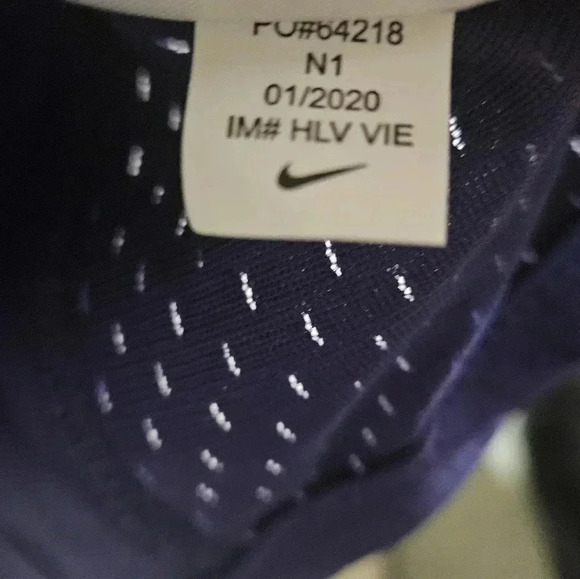 PO#64218
N1
01/2020
IM# HLV VIE